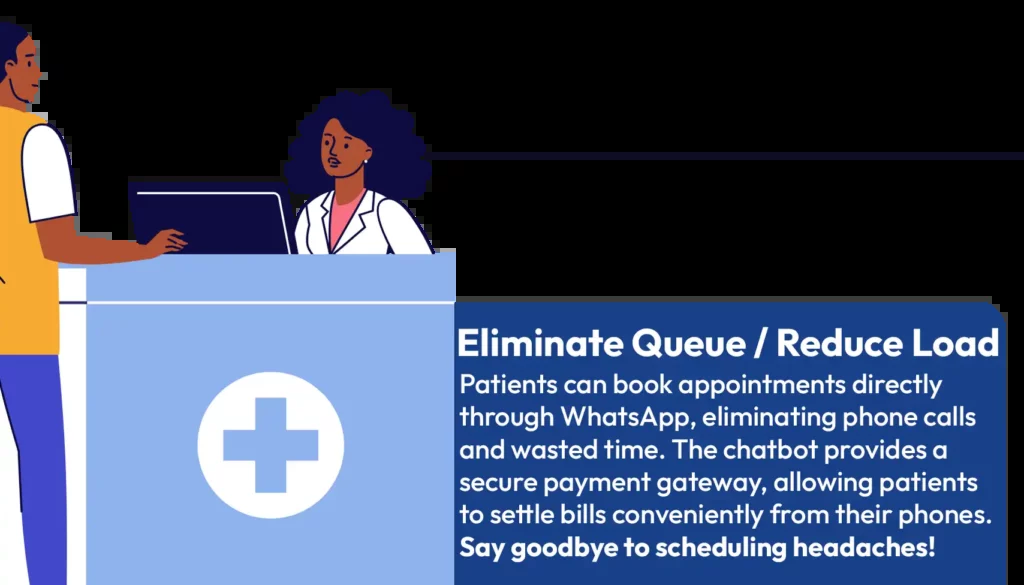 Eliminate Queue / Reduce Load
Patients can book appointments directly
through WhatsApp, eliminating phone calls
and wasted time. The chatbot provides a
secure payment gateway, allowing patients
to settle bills conveniently from their phones.
Say goodbye to scheduling headaches!